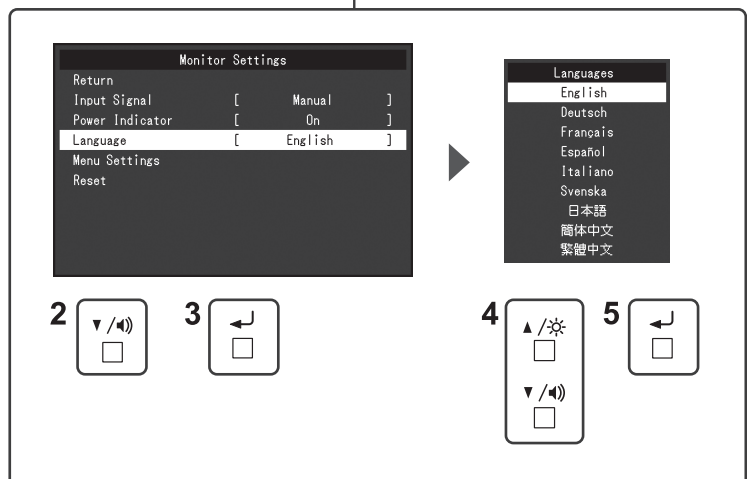 Monitor Settings
Return
Input Signal [ Manual ]
Power Indicator [ On ]
Language [ English ]
Menu Settings
Reset
Languages
English
Deutsch
Français
Español
Italiano
Svenska
日本語
簡体中文
繁體中文
2 ▼/
3
4 ▲/
▼/
5